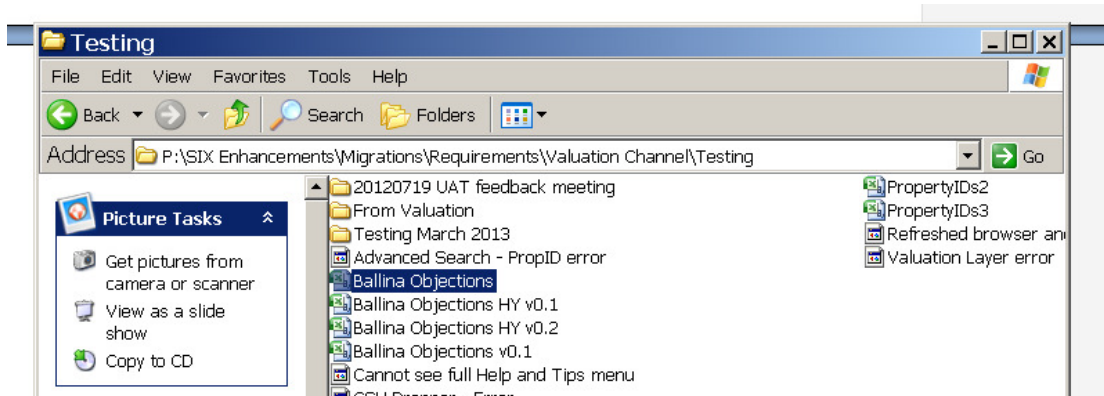 Testing
File Edit View Favorites Tools Help
Back Search Folders
Address P:\SIX Enhancements\Migrations\Requirements\Valuation Channel\Testing Go
Picture Tasks
Get pictures from
camera or scanner
View as a slide
show
Copy to CD
20120719 UAT feedback meeting
From Valuation
Testing March 2013
Advanced Search - PropID error
Ballina Objections
Ballina Objections HY v0.1
Ballina Objections HY v0.2
Ballina Objections v0.1
Cannot see full Help and Tips menu
PropertyIDs2
PropertyIDs3
Refreshed browser an
Valuation Layer error